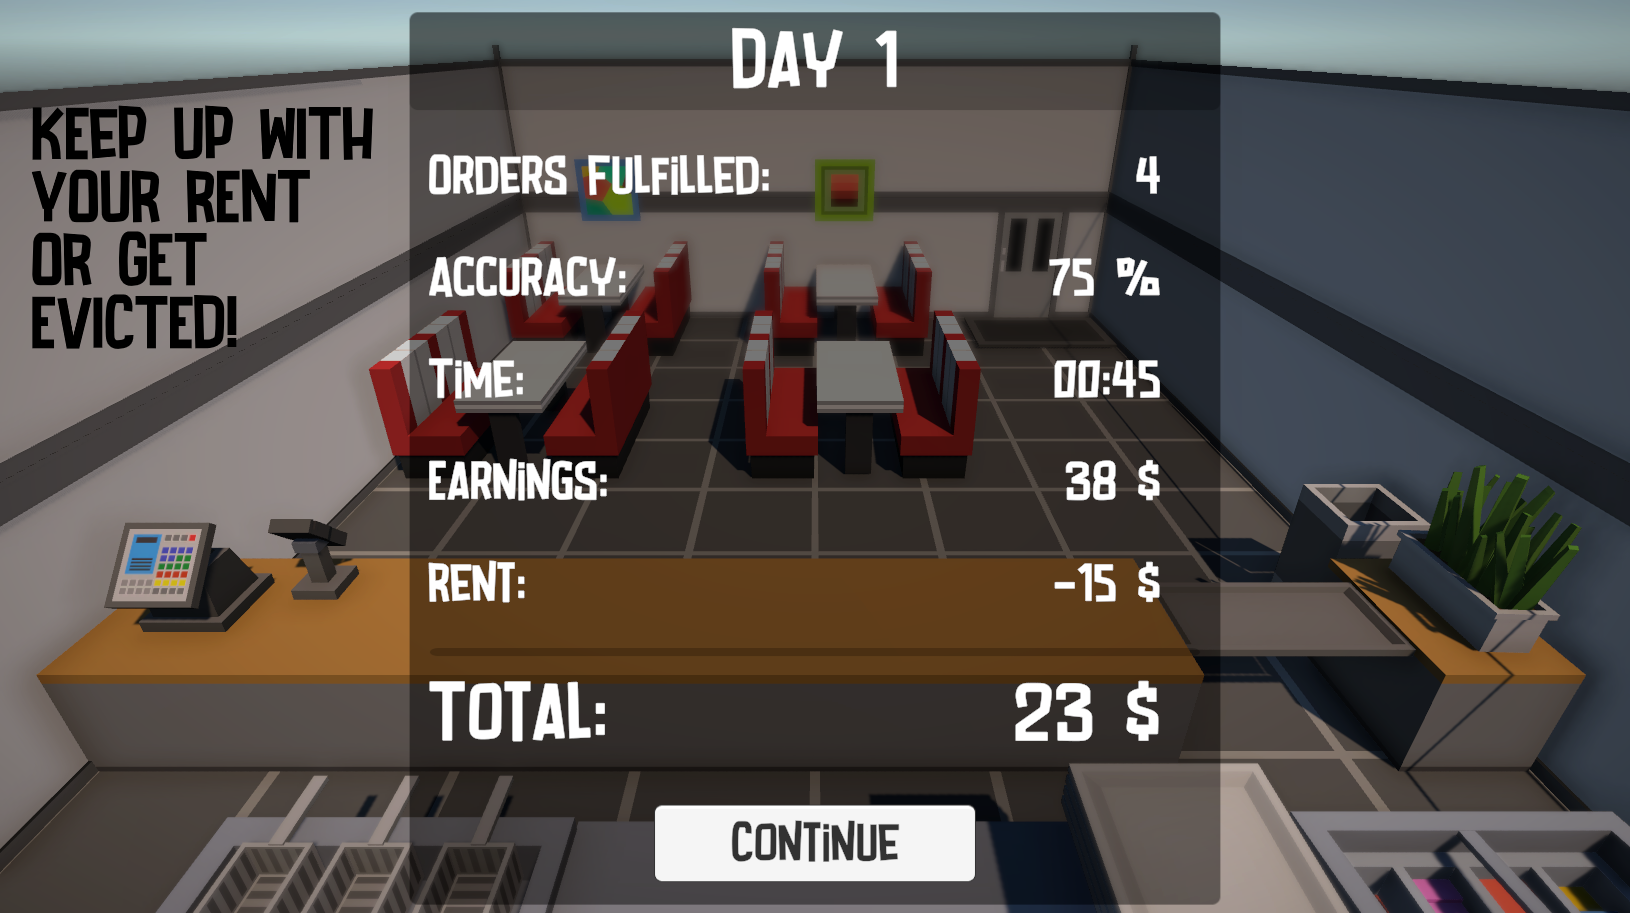 DAY 1
KEEP UP WITH
YOUR RENT
OR GET
EVICTED!
ORDERS FULFiLLED: 4
ACCURACY: 75 %
TiME: 00:45
EARNiNGS: 38 $
RENT: -15 $
TOTAL: 23 $
CONTiNUE